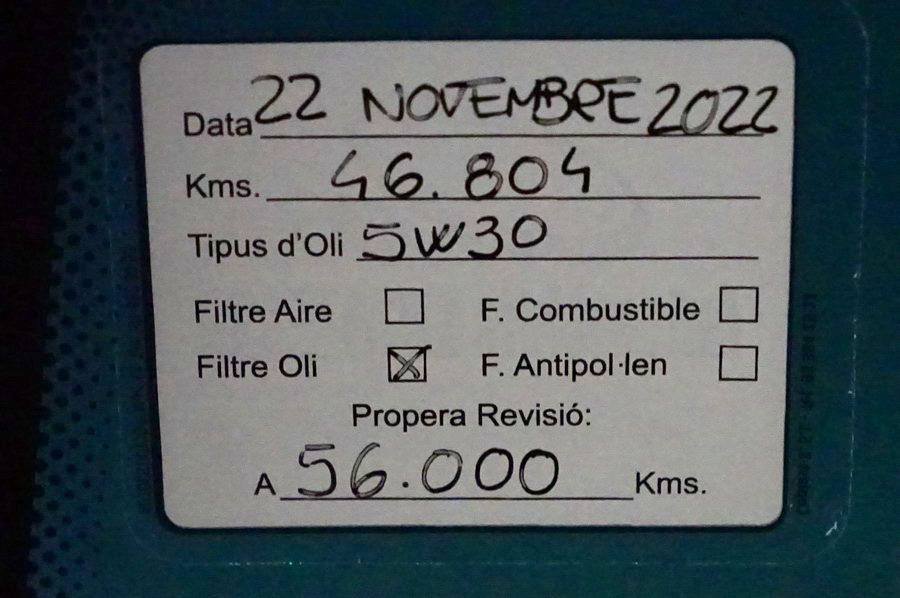 Data 22 NOVEMBRE 2022
Kms. 46.804
Tipus d'Oli 5W30
Filtre Aire F. Combustible
Filtre Oli F. Antipol·len
Propera Revisió:
A 56.000 Kms.